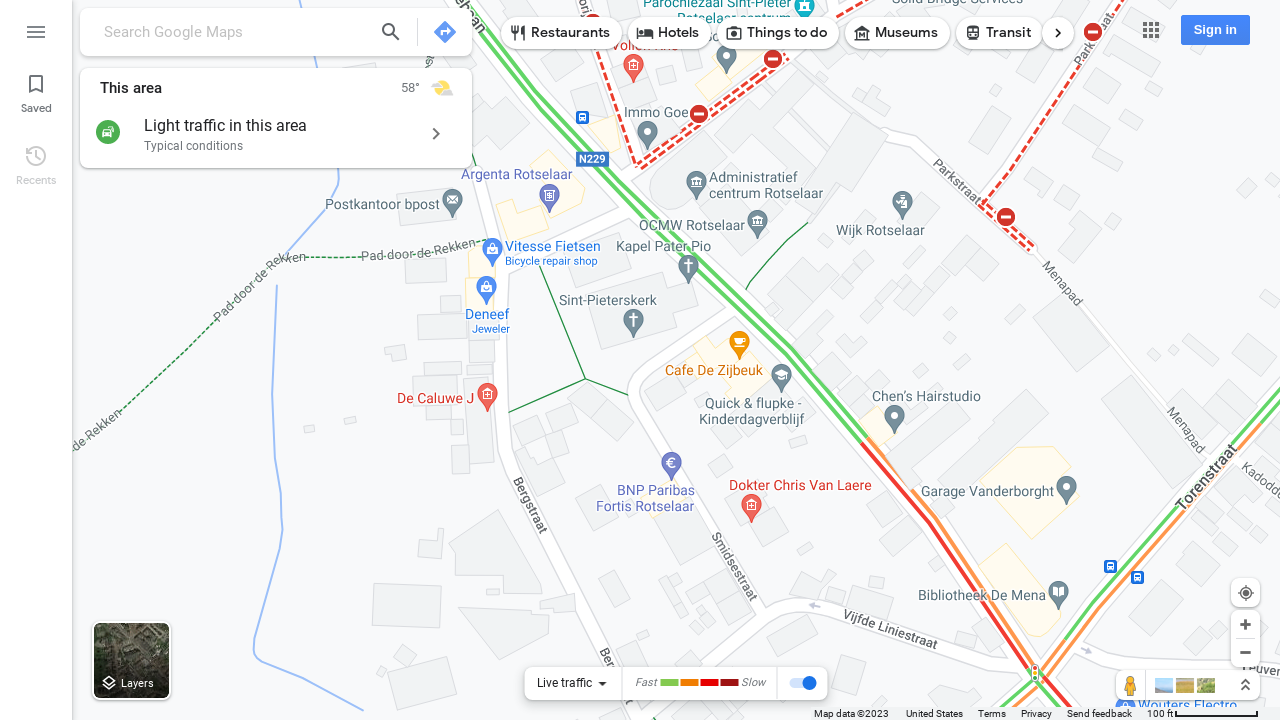 Search Google Maps
This area
58°
Light traffic in this area
Typical conditions
Saved
Recents
Restaurants
Hotels
Things to do
Museums
Transit
Sign in
Parochiezaal Sint-Pieter
Rotselaar centrum
Solid Bridge Services
Immo Goe
N229
Argenta Rotselaar
Postkantoor bpost
Administratief
centrum Rotselaar
OCMW Rotselaar
Wijk Rotselaar
Parkstraat
Park
Menapad
Pad door de Rekken
Pad door de Rekken
Vitesse Fietsen
Bicycle repair shop
Kapel Pater Pio
Sint-Pieterskerk
Deneef
Jeweler
Cafe De Zijbeuk
De Caluwe J
Quick & flupke -
Kinderdagverblijf
Chen's Hairstudio
Menapad
de Rekken
BNP Paribas
Fortis Rotselaar
Dokter Chris Van Laere
Garage Vanderborght
Torenstraat
Bergstraat
Smidsestraat
Bibliotheek De Mena
Vijfde Liniestraat
Wouters Electro
Layers
Live traffic
Fast
Slow
Map data ©2023
United States
Terms
Privacy
Send feedback
100 ft